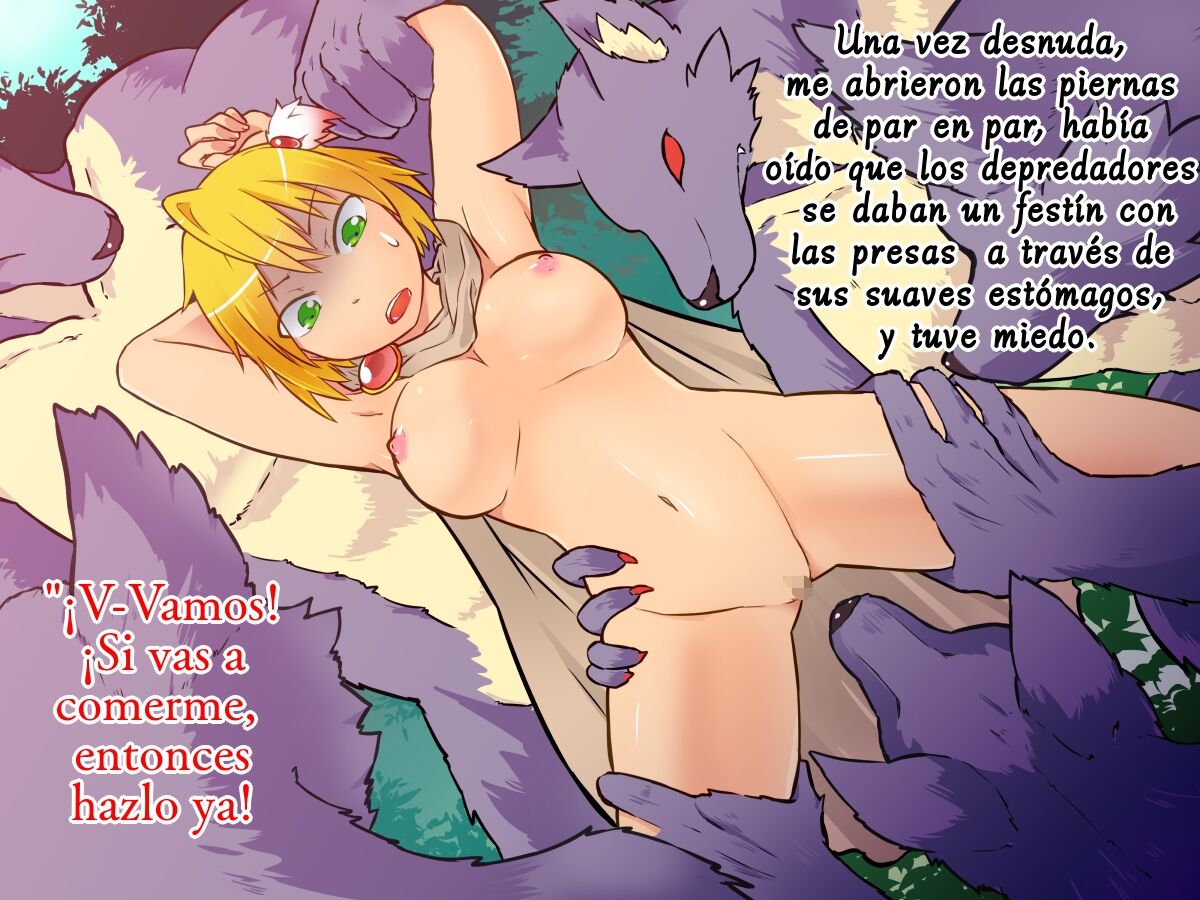 Una vez desnuda,
me abrieron las piernas
de par en par, había
oído que los depredadores
se daban un festín con
las presas a través de
sus suaves estómagos,
y tuve miedo.
"¡V-Vamos!
¡Si vas a
comerme,
entonces
hazlo ya!